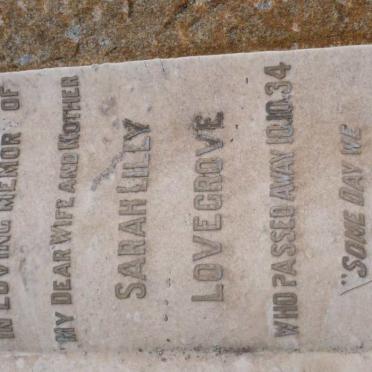 IN LOVING MEMORY OF
MY DEAR WIFE AND MOTHER
SARAH LILLY
LOVEGROVE
WHO PASSED AWAY 10.10.34
"SOME DAY WE